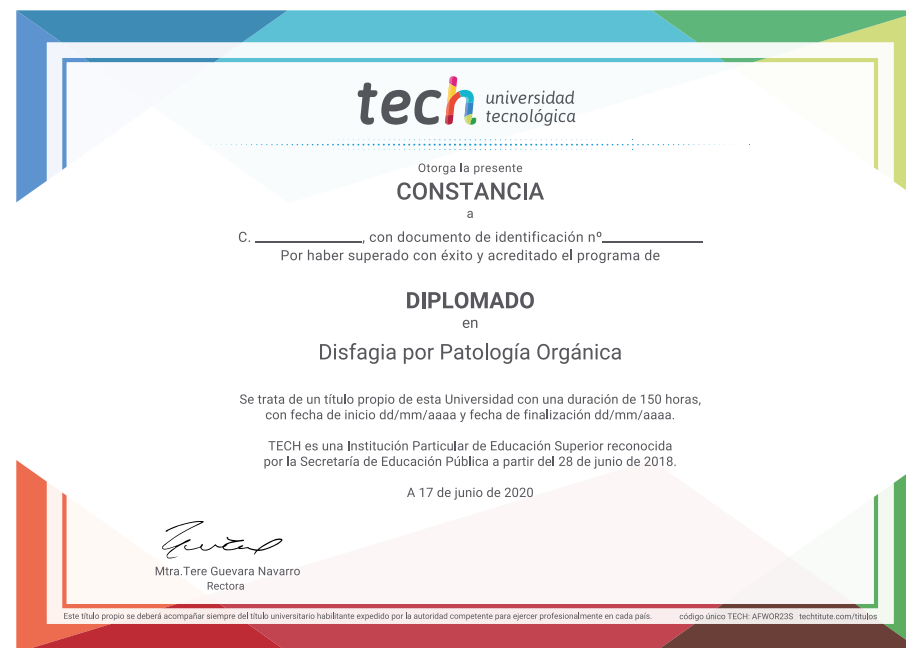 tech universidad
tecnológica
Otorga la presente
CONSTANCIA
a
C. ____________, con documento de identificación nº____________
Por haber superado con éxito y acreditado el programa de
DIPLOMADO
en
Disfagia por Patología Orgánica
Se trata de un título propio de esta Universidad con una duración de 150 horas,
con fecha de inicio dd/mm/aaaa y fecha de finalización dd/mm/aaaa.
TECH es una Institución Particular de Educación Superior reconocida
por la Secretaría de Educación Pública a partir del 28 de junio de 2018.
A 17 de junio de 2020
Mtra.Tere Guevara Navarro
Rectora
Este título propio se deberá acompañar siempre del título universitario habilitante expedido por la autoridad competente para ejercer profesionalmente en cada país. código único TECH: AFWOR23S techtitute.com/titulos